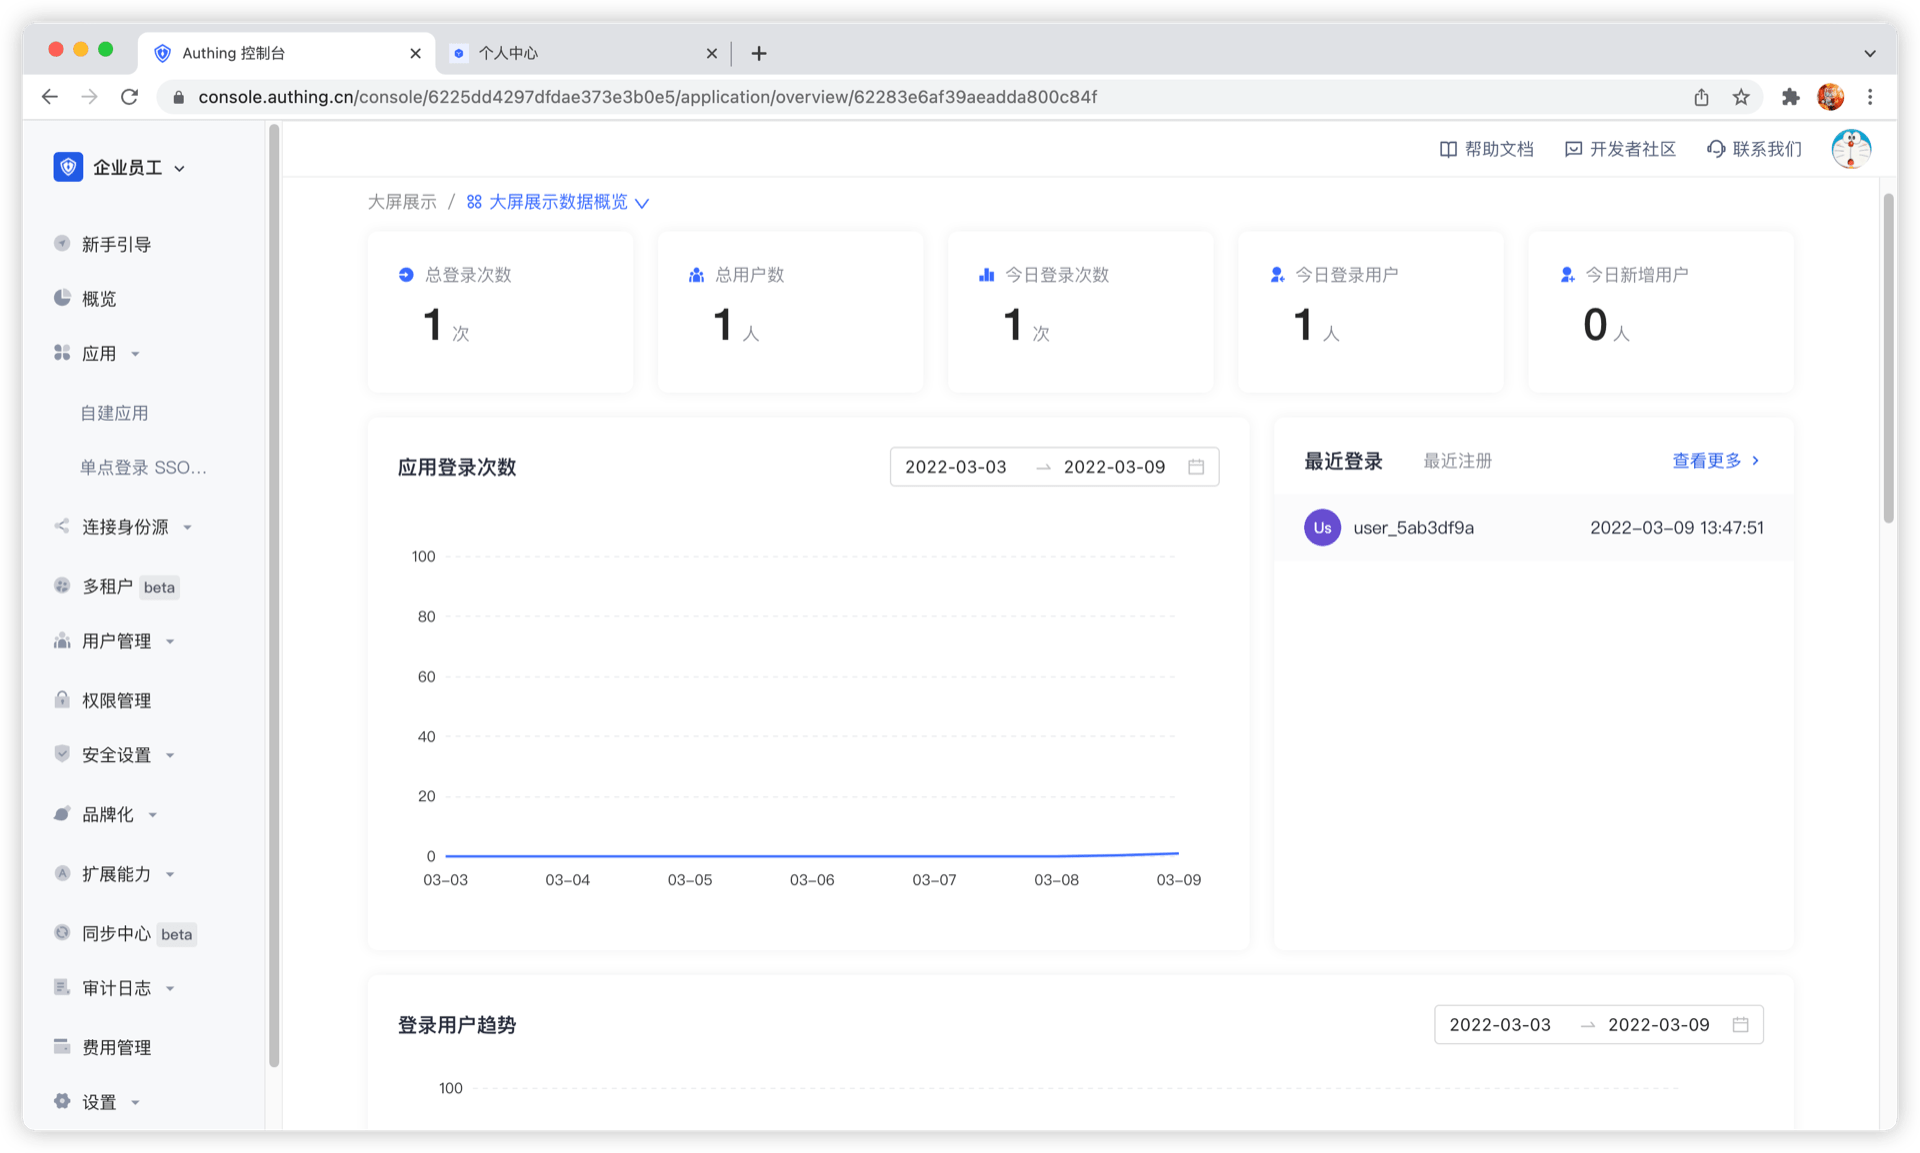 Authing 控制台
个人中心
console.authing.cn/console/6225dd4297dfdae373e3b0e5/application/overview/62283e6af39aeadda800c84f
企业员工
新手引导
概览
应用
自建应用
单点登录 SSO...
连接身份源
多租户 beta
用户管理
权限管理
安全设置
品牌化
扩展能力
同步中心 beta
审计日志
费用管理
设置
帮助文档
开发者社区
联系我们
大屏展示 / 大屏展示数据概览
总登录次数
1 次
总用户数
1 人
今日登录次数
1 次
今日登录用户
1 人
今日新增用户
0 人
应用登录次数
2022-03-03 → 2022-03-09
100
80
60
40
20
0
03-03 03-04 03-05 03-06 03-07 03-08 03-09
最近登录 最近注册 查看更多
Us user_5ab3df9a 2022-03-09 13:47:51
登录用户趋势
2022-03-03 → 2022-03-09
100